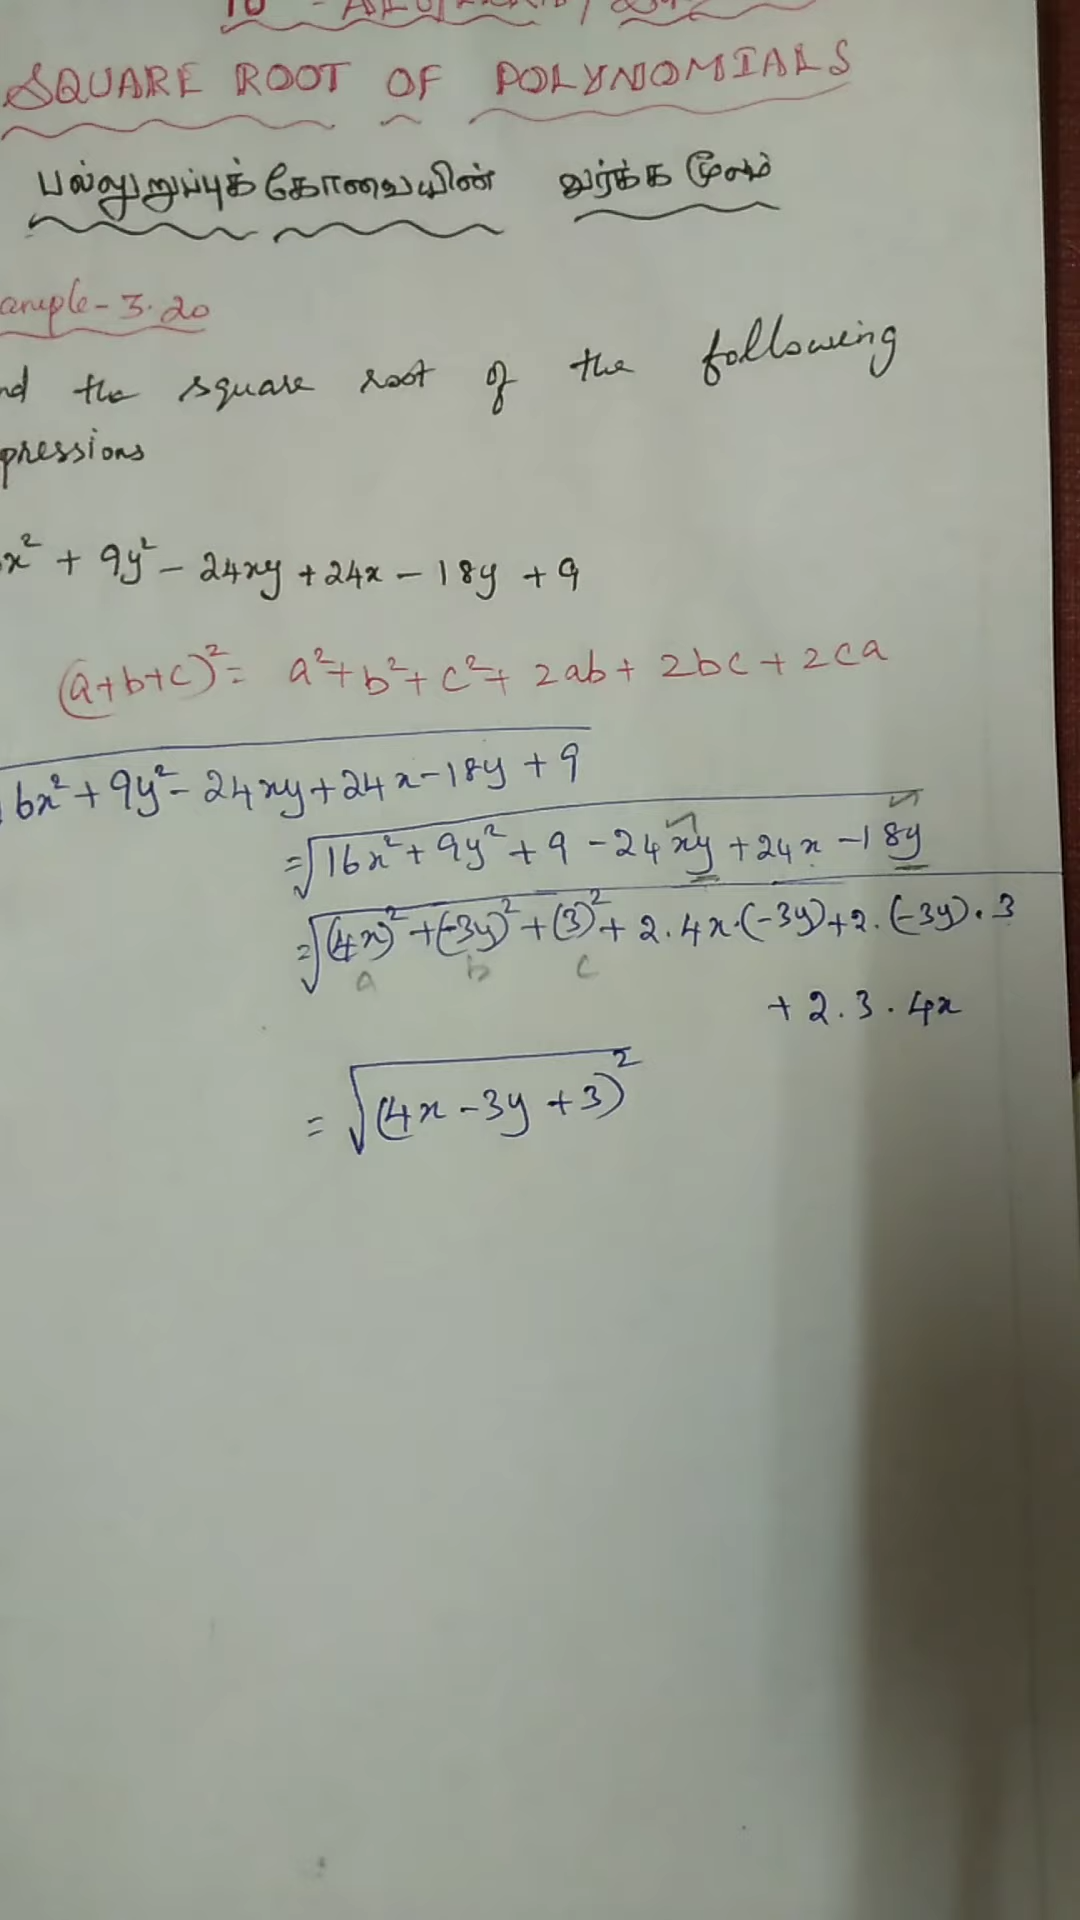 SQUARE ROOT OF POLYNOMIALS
பல்லுறுப்புக்கோவையின் வர்க்க மூலம்
ample - 3.20
nd the square root of the following
pressions
x² + 9y² - 24xy + 24x - 18y + 9
(a+b+c)² = a² + b² + c² + 2ab + 2bc + 2ca
6x² + 9y² - 24xy + 24x - 18y + 9
= √16x² + 9y² + 9 - 24xy + 24x - 18y
= √(4x)² + (-3y)² + (3)² + 2.4x.(-3y) + 2.(-3y).3
a b c
+ 2.3.4x
= √(4x - 3y + 3)²